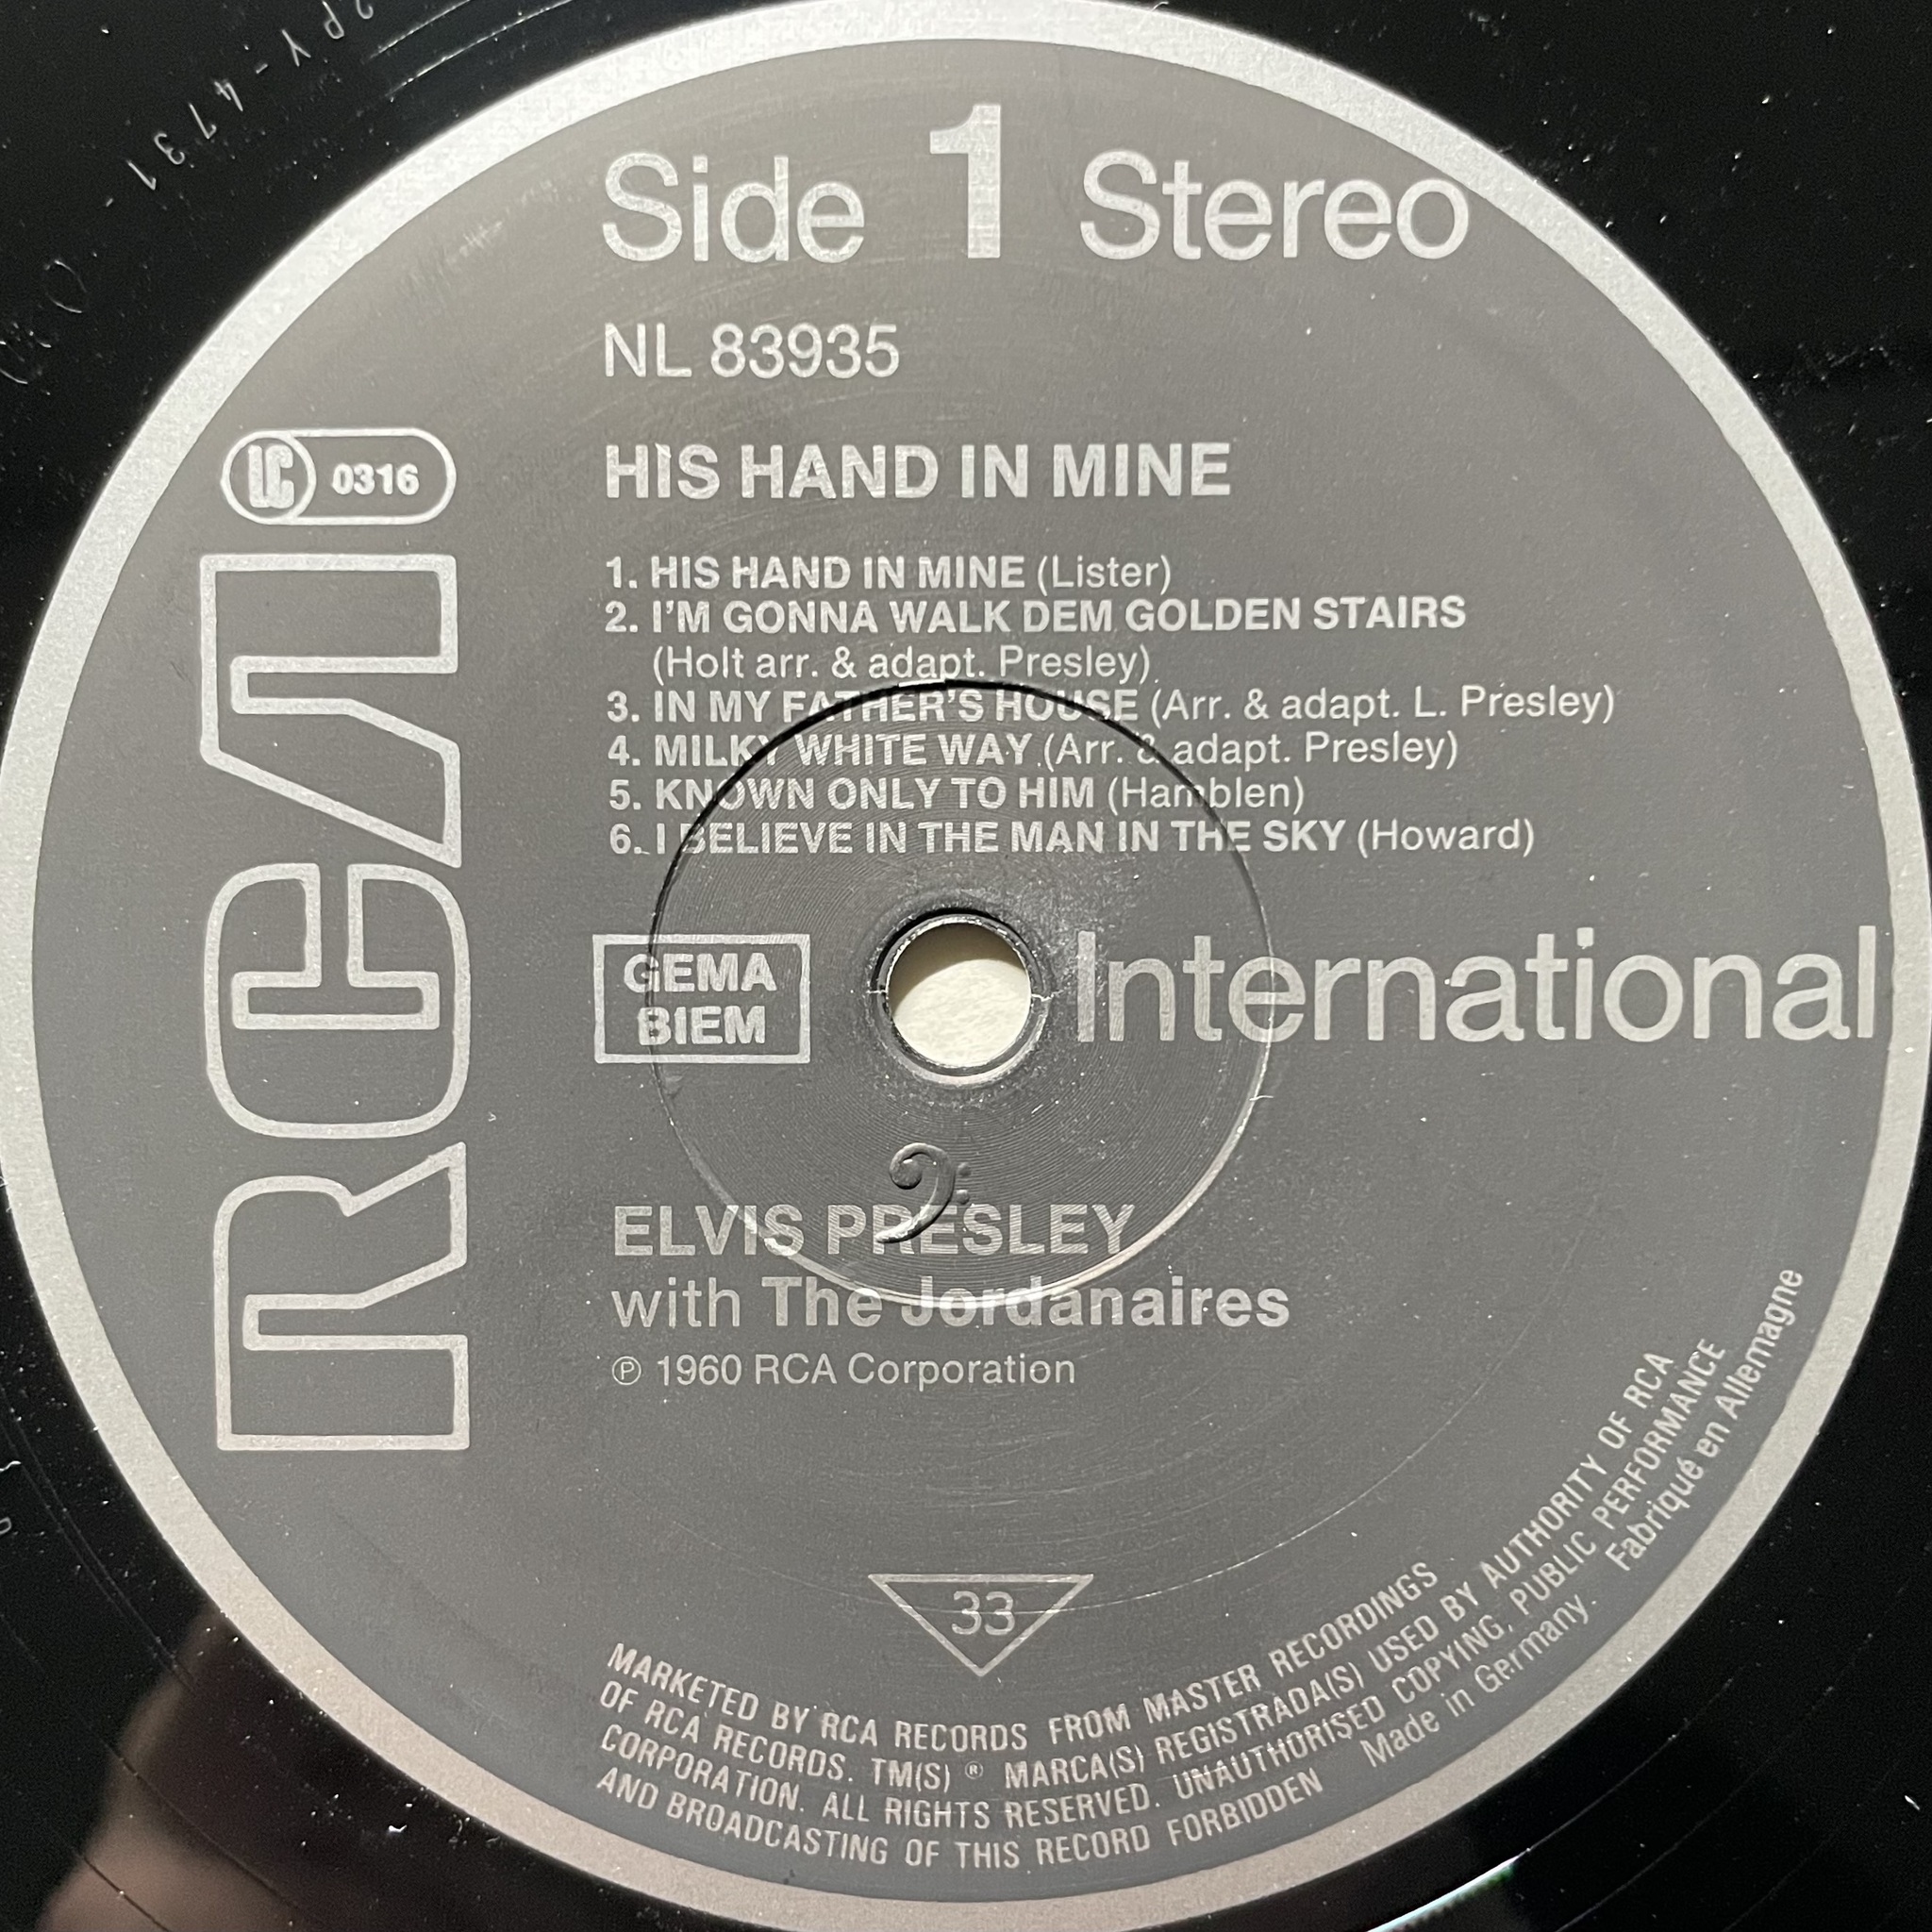 2PY-4731
Side 1 Stereo
NL 83935
LC 0316
HIS HAND IN MINE
1. HIS HAND IN MINE (Lister)
2. I'M GONNA WALK DEM GOLDEN STAIRS
(Holt arr. & adapt. Presley)
3. IN MY FATHER'S HOUSE (Arr. & adapt. L. Presley)
4. MILKY WHITE WAY (Arr. & adapt. Presley)
5. KNOWN ONLY TO HIM (Hamblen)
6. I BELIEVE IN THE MAN IN THE SKY (Howard)
RCA
GEMA
BIEM
International
ELVIS PRESLEY
with The Jordanaires
℗ 1960 RCA Corporation
33
MARKETED BY RCA RECORDS FROM MASTER RECORDINGS
OF RCA RECORDS. TM(S) ® MARCA(S) REGISTRADA(S) USED BY AUTHORITY OF RCA
CORPORATION. ALL RIGHTS RESERVED. UNAUTHORISED COPYING, PUBLIC PERFORMANCE
AND BROADCASTING OF THIS RECORD FORBIDDEN Made in Germany. Fabriqué en Allemagne